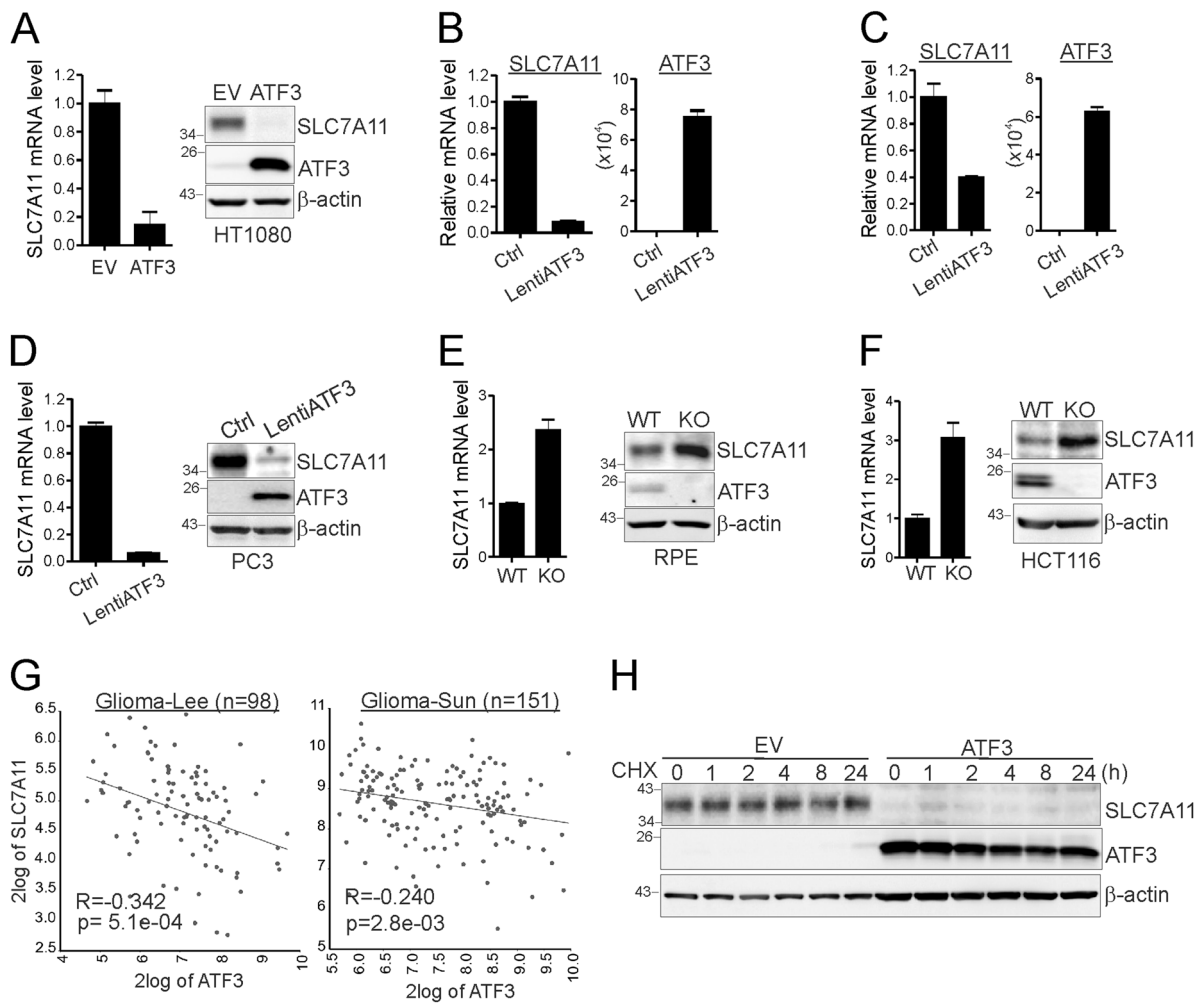 A
SLC7A11 mRNA level
1.2
1.0
0.8
0.6
0.4
0.2
0.0
EV ATF3
EV ATF3
34
SLC7A11
26
ATF3
43
β-actin
HT1080
B
SLC7A11
Relative mRNA level
1.2
1.0
0.8
0.6
0.4
0.2
0.0
Ctrl
LentiATF3
ATF3
(x10⁴)
8
6
4
2
0
Ctrl
LentiATF3
C
SLC7A11
Relative mRNA level
1.2
1.0
0.8
0.6
0.4
0.2
0.0
Ctrl
LentiATF3
ATF3
(x10⁴)
8
6
4
2
0
Ctrl
LentiATF3
D
SLC7A11 mRNA level
1.2
1.0
0.8
0.6
0.4
0.2
0.0
Ctrl
LentiATF3
Ctrl
LentiATF3
34
SLC7A11
26
ATF3
43
β-actin
PC3
E
SLC7A11 mRNA level
3
2
1
0
WT KO
WT KO
34
SLC7A11
26
ATF3
43
β-actin
RPE
F
SLC7A11 mRNA level
4
3
2
1
0
WT
KO
WT KO
34
SLC7A11
26
ATF3
43
β-actin
HCT116
G
Glioma-Lee (n=98)
2log of SLC7A11
6.5
6.0
5.5
5.0
4.5
4.0
3.5
3.0
2.5
R=-0.342
p= 5.1e-04
4 5 6 7 8 9 10
2log of ATF3
Glioma-Sun (n=151)
11
10
9
8
7
6
5
R=-0.240
p=2.8e-03
5.5 6.0 6.5 7.0 7.5 8.0 8.5 9.0 9.5 10.0
2log of ATF3
H
EV ATF3
CHX 0 1 2 4 8 24 0 1 2 4 8 24 (h)
43
34
SLC7A11
26
ATF3
43
β-actin